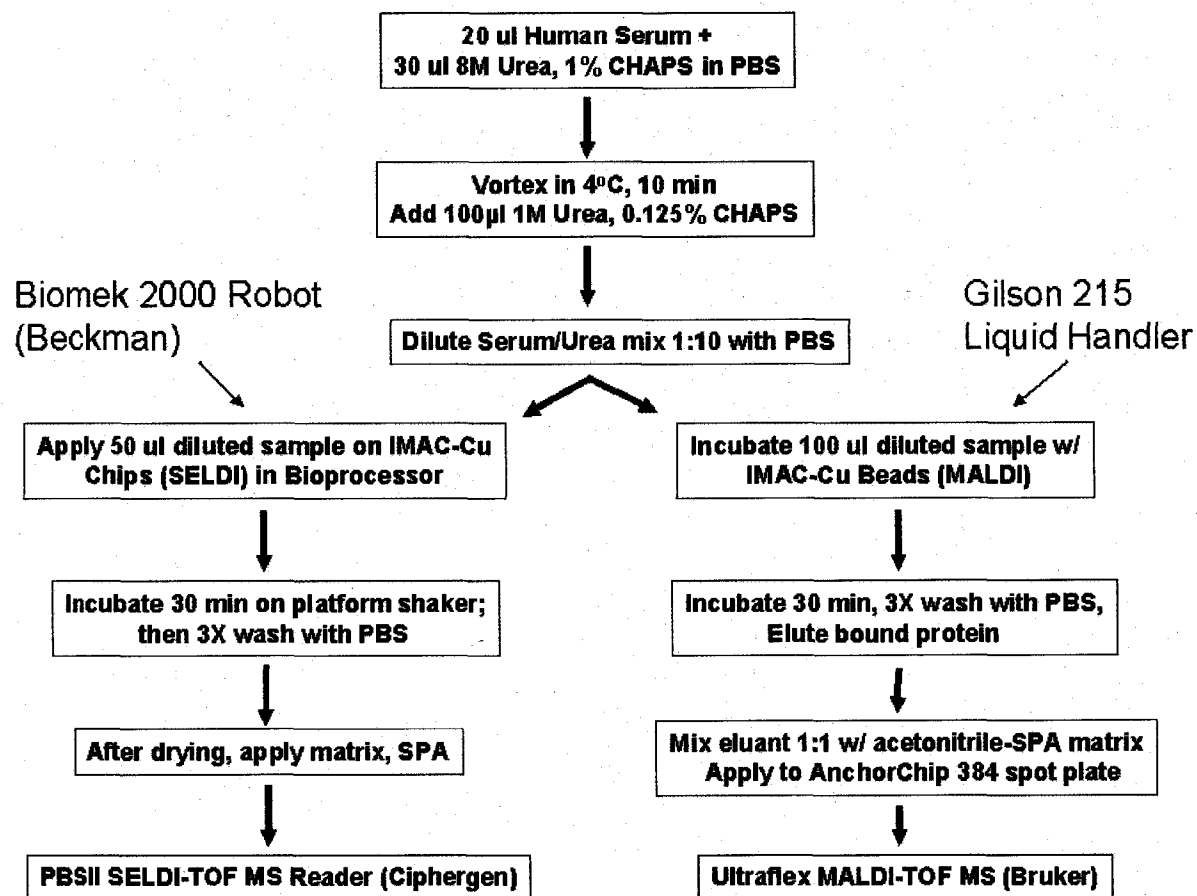 20 ul Human Serum +
30 ul 8M Urea, 1% CHAPS in PBS
Vortex in 4ºC, 10 min
Add 100µl 1M Urea, 0.125% CHAPS
Dilute Serum/Urea mix 1:10 with PBS
Biomek 2000 Robot
(Beckman)
Apply 50 ul diluted sample on IMAC-Cu
Chips (SELDI) in Bioprocessor
Incubate 30 min on platform shaker;
then 3X wash with PBS
After drying, apply matrix, SPA
PBSII SELDI-TOF MS Reader (Ciphergen)
Gilson 215
Liquid Handler
Incubate 100 ul diluted sample w/
IMAC-Cu Beads (MALDI)
Incubate 30 min, 3X wash with PBS,
Elute bound protein
Mix eluant 1:1 w/ acetonitrile-SPA matrix
Apply to AnchorChip 384 spot plate
Ultraflex MALDI-TOF MS (Bruker)